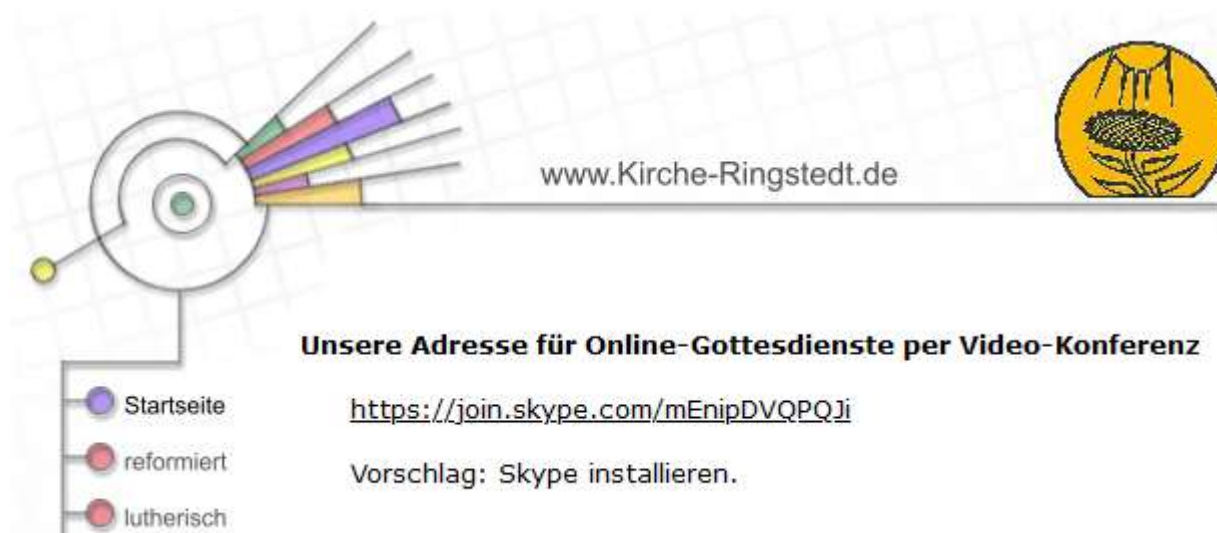 www.Kirche-Ringstedt.de
Unsere Adresse für Online-Gottesdienste per Video-Konferenz
Startseite
https://join.skype.com/mEnipDVQPQJi
reformiert
Vorschlag: Skype installieren.
lutherisch